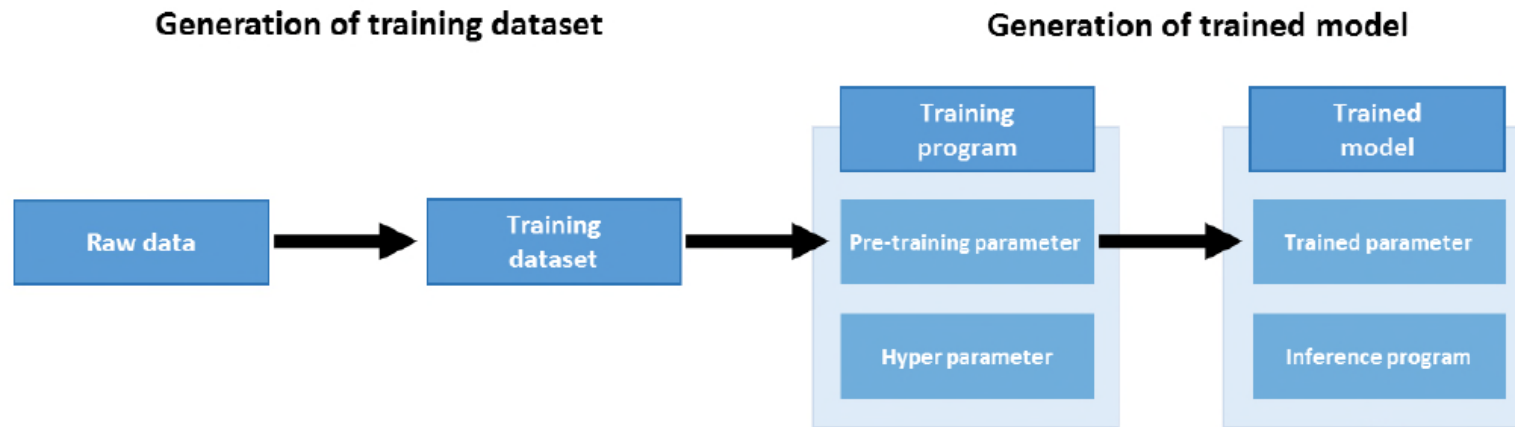 Generation of training dataset
Generation of trained model
Training
program
Trained
model
Raw data
Training
dataset
Pre-training parameter
Trained parameter
Hyper parameter
Inference program